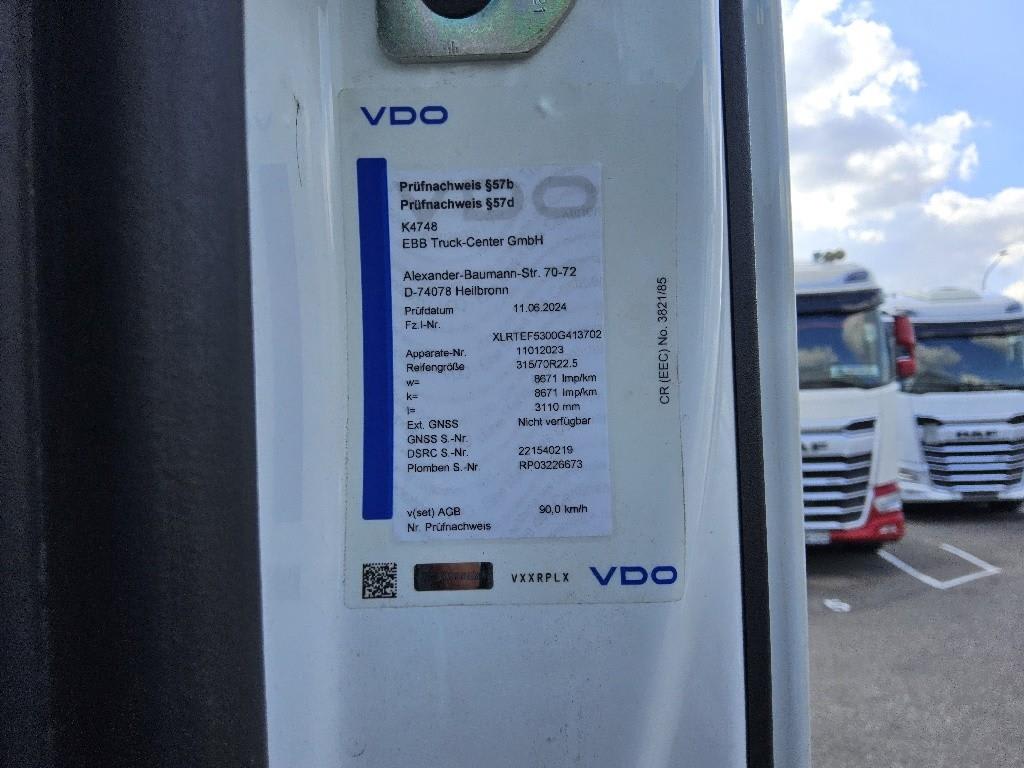 21
VDO
Prüfnachweis §57b
Prüfnachweis §57d
K4748
EBB Truck-Center GmbH
Alexander-Baumann-Str. 70-72
D-74078 Heilbronn
Prüfdatum 11.06.2024
Fz.I-Nr.
XLRTEF5300G413702
Apparate-Nr. 11012023
Reifengröße 315/70R22.5
w= 8671 Imp/km
k= 8671 Imp/km
l= 3110 mm
Ext. GNSS Nicht verfügbar
GNSS S.-Nr.
DSRC S.-Nr. 221540219
Plomben S.-Nr. RP03226673
v(set) AGB 90,0 km/h
Nr. Prüfnachweis
CR (EEC) No. 3821/85
VXXRPLX VDO
DAF